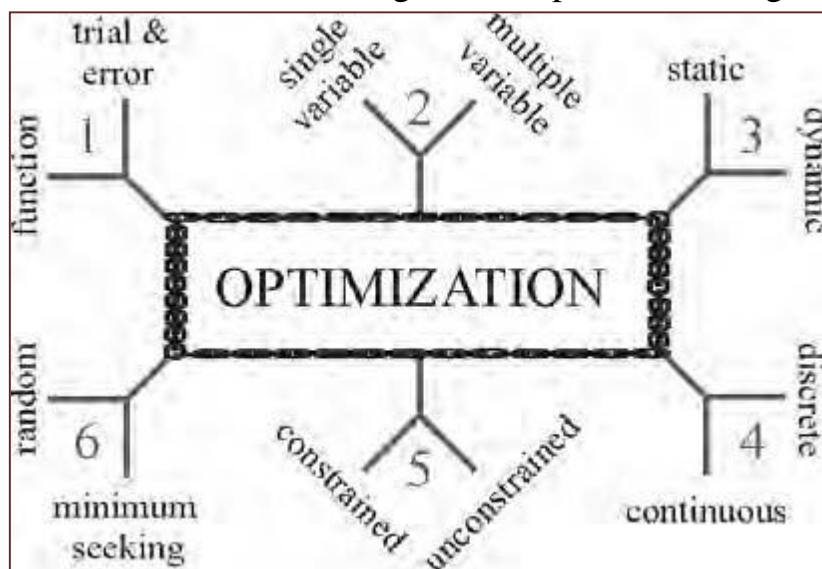 trial &
error
function
1
single
variable
2
multiple
variable
static
3
dynamic
OPTIMIZATION
random
6
minimum
seeking
constrained
5
unconstrained
discrete
4
continuous